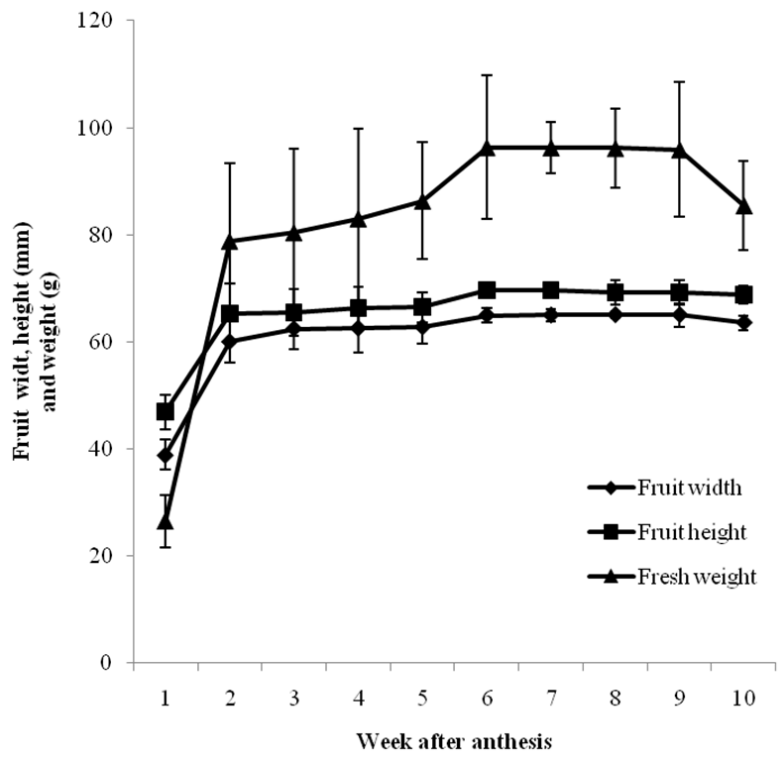 120
100
80
60
40
20
0
Fruit widt, height (mm)
and weight (g)
Fruit width
Fruit height
Fresh weight
1 2 3 4 5 6 7 8 9 10
Week after anthesis